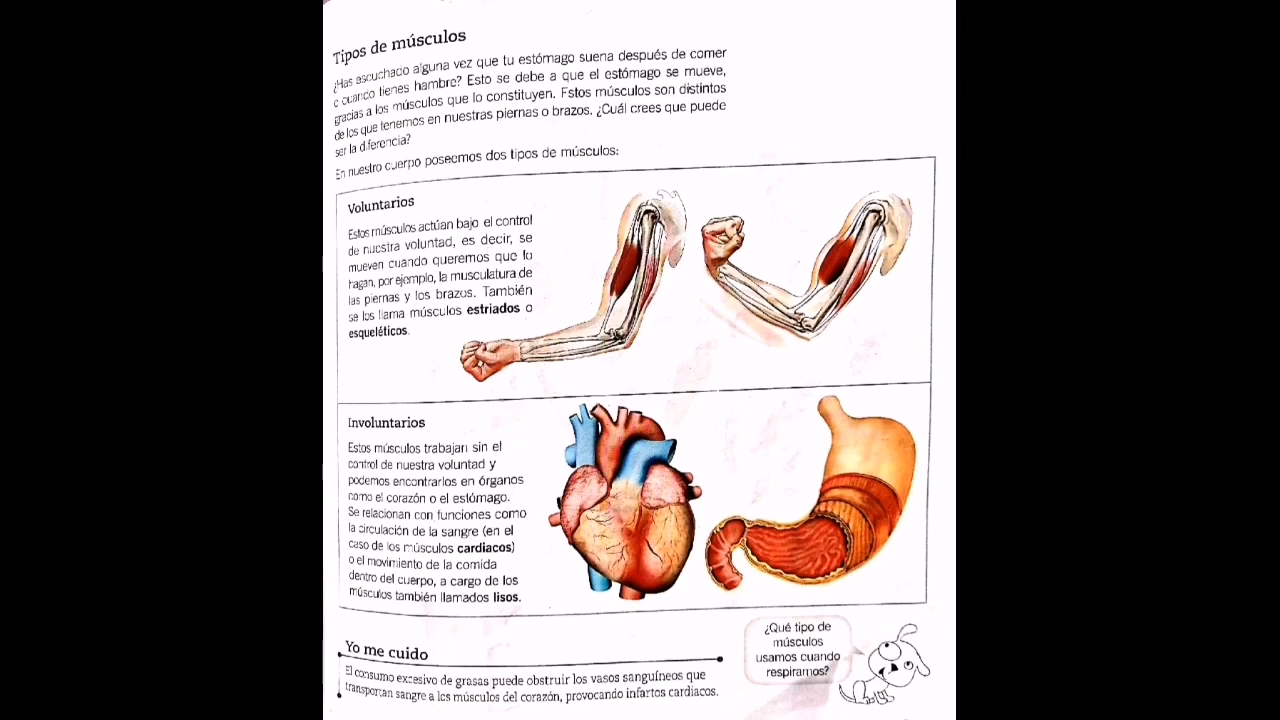 Tipos de músculos
¿Has escuchado alguna vez que tu estómago suena después de comer
o cuando tienes hambre? Esto se debe a que el estómago se mueve,
gracias a los músculos que lo constituyen. Estos músculos son distintos
de los que tenemos en nuestras piernas o brazos. ¿Cuál crees que puede
ser la diferencia?
En nuestro cuerpo poseemos dos tipos de músculos:
Voluntarios
Estos músculos actúan bajo el control
de nuestra voluntad, es decir, se
mueven cuando queremos que lo
hagan, por ejemplo, la musculatura de
las piernas y los brazos. También
se los llama músculos estriados o
esqueléticos.
Involuntarios
Estos músculos trabajan sin el
control de nuestra voluntad y
podemos encontrarlos en órganos
como el corazón o el estómago.
Se relacionan con funciones como
la circulación de la sangre (en el
caso de los músculos cardiacos)
o el movimiento de la comida
dentro del cuerpo, a cargo de los
músculos también llamados lisos.
Yo me cuido
El consumo excesivo de grasas puede obstruir los vasos sanguíneos que
transportan sangre a los músculos del corazón, provocando infartos cardiacos.
¿Qué tipo de
músculos
usamos cuando
respiramos?